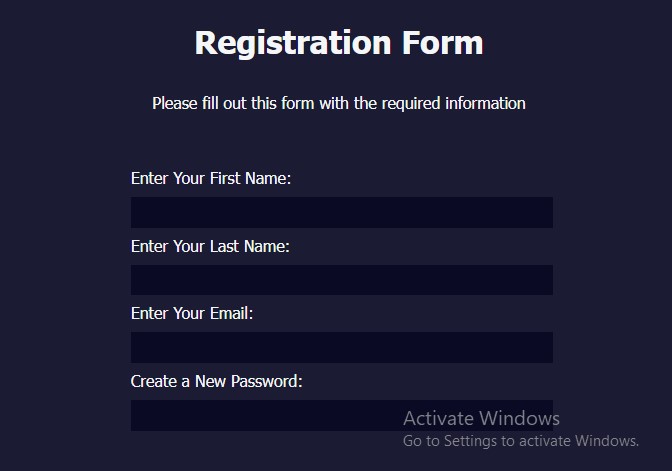 Registration Form
Please fill out this form with the required information
Enter Your First Name:
Enter Your Last Name:
Enter Your Email:
Create a New Password:
Activate Windows
Go to Settings to activate Windows.